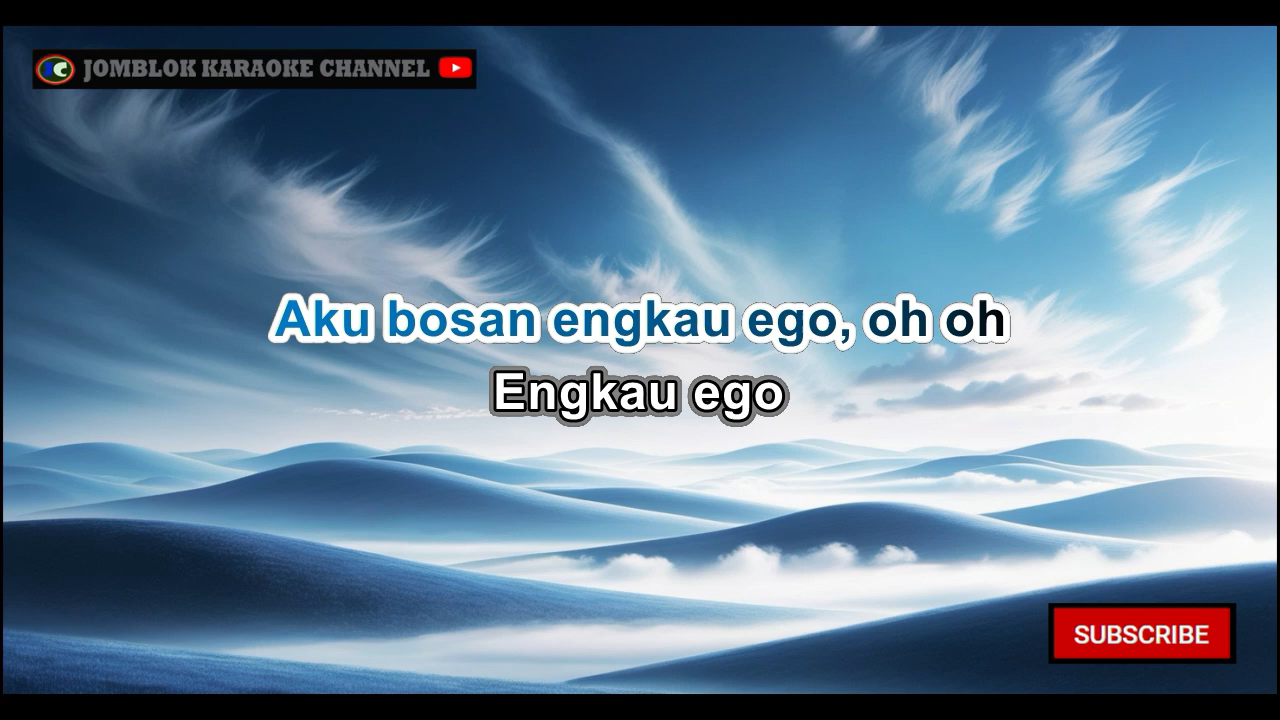 JOMBLOK KARAOKE CHANNEL
Aku bosan engkau ego, oh oh
Engkau ego
SUBSCRIBE